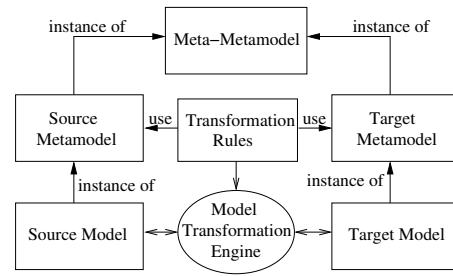 instance of
instance of
Meta−Metamodel
Source
Metamodel
use
Transformation
Rules
use
Target
Metamodel
instance of
instance of
Source Model
Model
Transformation
Engine
Target Model